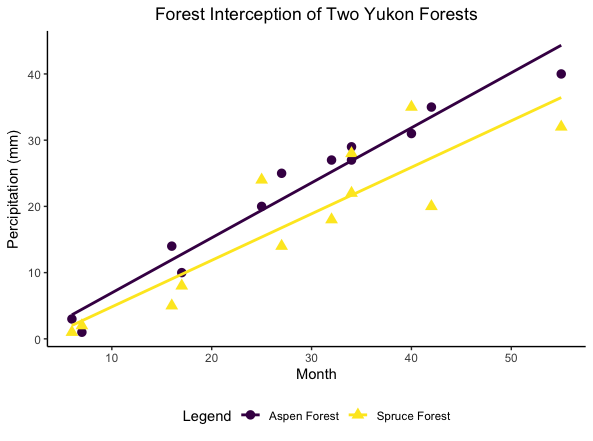 Forest Interception of Two Yukon Forests
Percipitation (mm)
40
30
20
10
0
10 20 30 40 50
Month
Legend Aspen Forest Spruce Forest